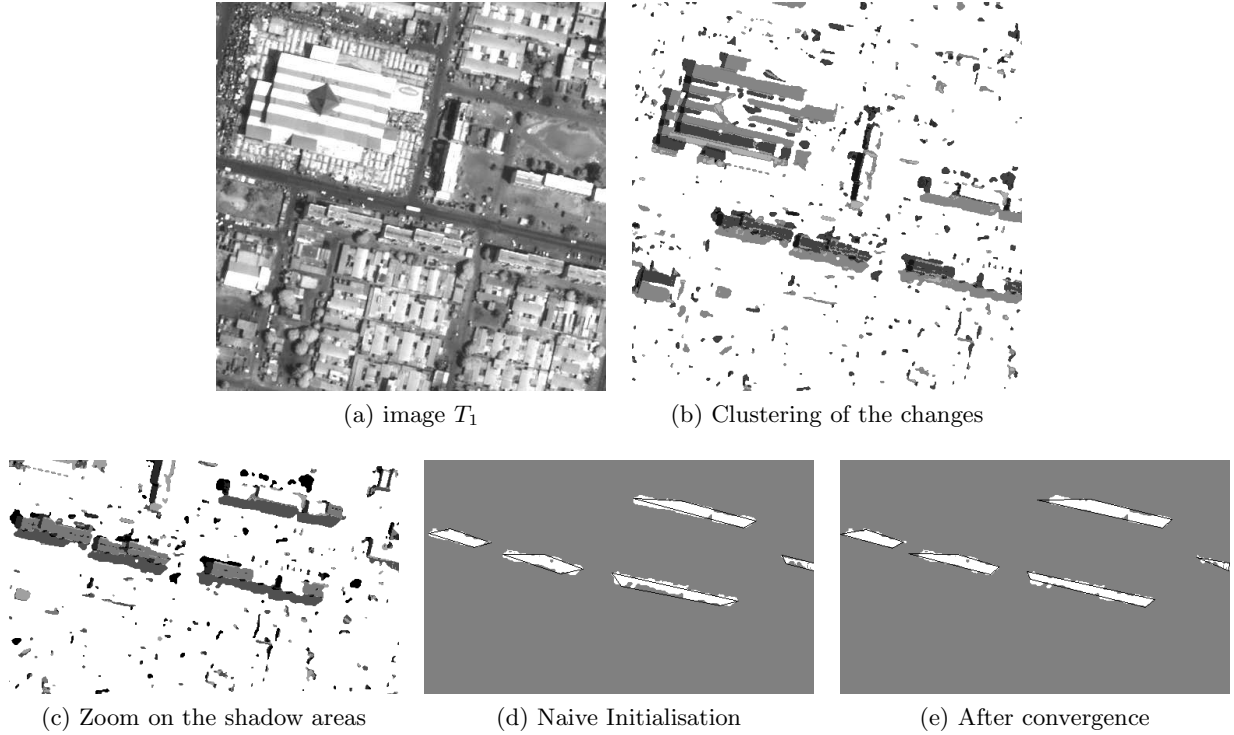 (a) image T1
(b) Clustering of the changes
(c) Zoom on the shadow areas
(d) Naive Initialisation
(e) After convergence